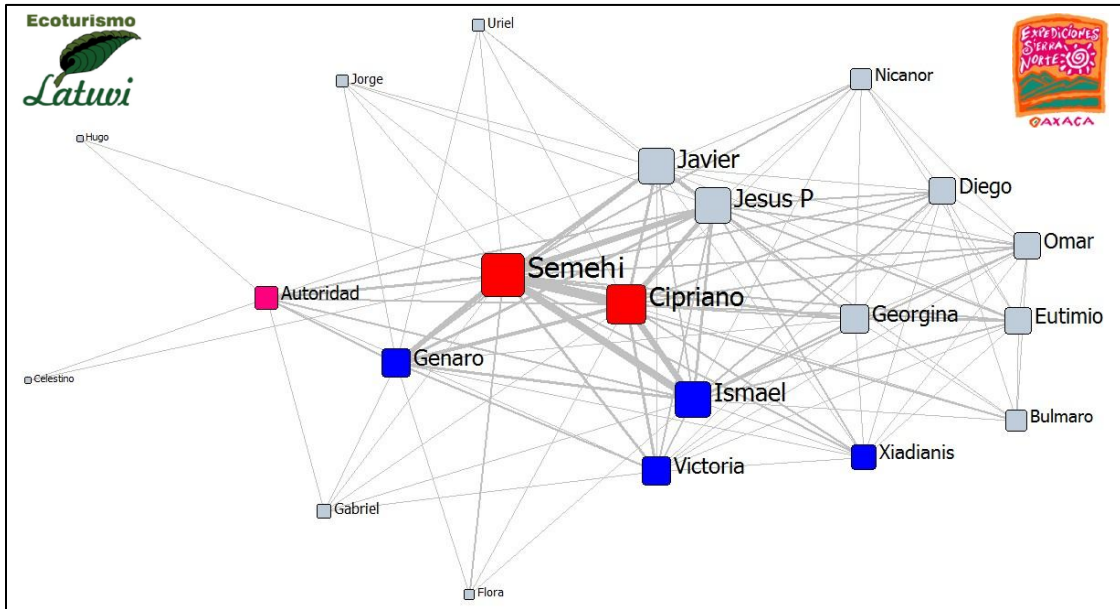 Ecoturismo
Latuvi
Uriel
EXPEDICIONES
SIERRA
NORTE
OAXACA
Jorge
Nicanor
Hugo
Javier
Diego
Jesus P
Omar
Semehi
Autoridad
Cipriano
Georgina
Eutimio
Genaro
Celestino
Ismael
Bulmaro
Victoria
Xiadianis
Gabriel
Flora